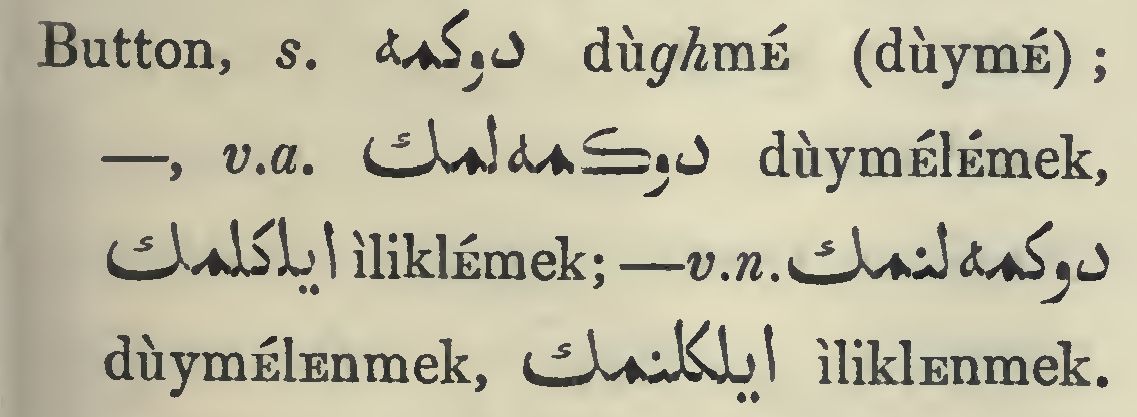 Button, s. دوكمه dùghmÉ (dùymÉ) ;
—, v.a. دوكمه‌لمك dùymÉlÉmek,
ايلكلمك ìliklÉmek; —v.n. دوكمه‌لنمك
dùymÉlEnmek, ايلكلنمك ìliklEnmek.